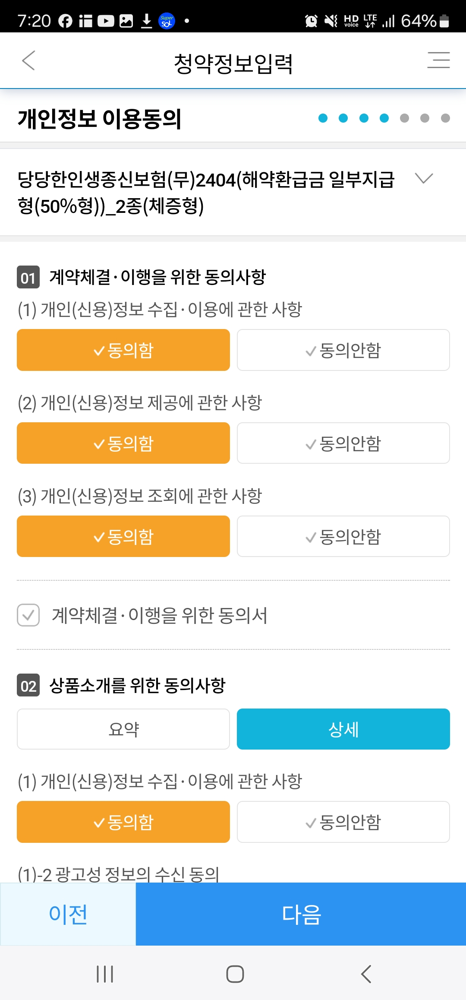 7:20
Super
SOL
HD
voice
LTE
64%
청약정보입력
개인정보 이용동의
당당한인생종신보험(무)2404(해약환급금 일부지급
형(50%형))_2종(체증형)
01 계약체결·이행을 위한 동의사항
(1) 개인(신용)정보 수집·이용에 관한 사항
동의함 동의안함
(2) 개인(신용)정보 제공에 관한 사항
동의함 동의안함
(3) 개인(신용)정보 조회에 관한 사항
동의함 동의안함
계약체결·이행을 위한 동의서
02 상품소개를 위한 동의사항
요약 상세
(1) 개인(신용)정보 수집·이용에 관한 사항
동의함 동의안함
(1)-2 광고성 정보의 수신 동의
이전 다음